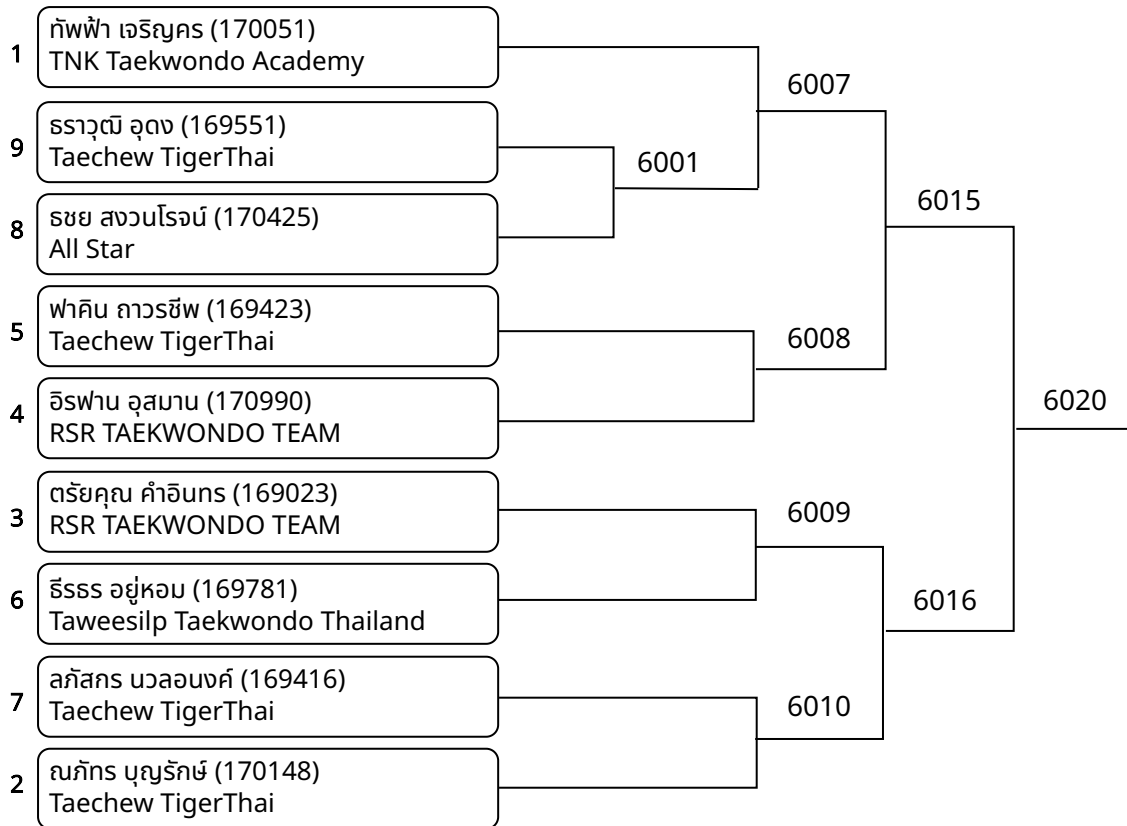 1
ทัพฟ้า เจริญคร (170051)
TNK Taekwondo Academy
9
ธราวุฒิ อุดง (169551)
Taechew TigerThai
8
ธชย สงวนโรจน์ (170425)
All Star
5
ฟาคิน ถาวรชีพ (169423)
Taechew TigerThai
4
อิรฟาน อุสมาน (170990)
RSR TAEKWONDO TEAM
3
ตรัยคุณ คำอินทร (169023)
RSR TAEKWONDO TEAM
6
ธีรธร อยู่หอม (169781)
Taweesilp Taekwondo Thailand
7
ลภัสกร นวลอนงค์ (169416)
Taechew TigerThai
2
ณภัทร บุญรักษ์ (170148)
Taechew TigerThai
6001
6007
6008
6009
6010
6015
6016
6020